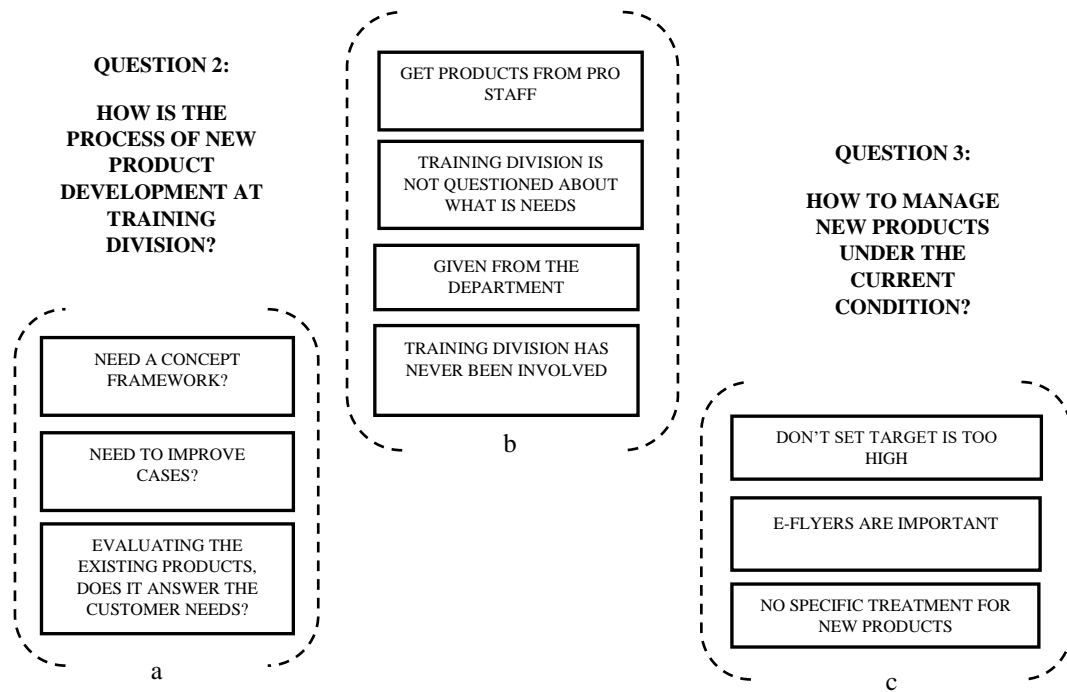 QUESTION 2:
HOW IS THE
PROCESS OF NEW
PRODUCT
DEVELOPMENT AT
TRAINING
DIVISION?
NEED A CONCEPT
FRAMEWORK?
NEED TO IMPROVE
CASES?
EVALUATING THE
EXISTING PRODUCTS,
DOES IT ANSWER THE
CUSTOMER NEEDS?
a
GET PRODUCTS FROM PRO
STAFF
TRAINING DIVISION IS
NOT QUESTIONED ABOUT
WHAT IS NEEDS
GIVEN FROM THE
DEPARTMENT
TRAINING DIVISION HAS
NEVER BEEN INVOLVED
b
QUESTION 3:
HOW TO MANAGE
NEW PRODUCTS
UNDER THE
CURRENT
CONDITION?
DON’T SET TARGET IS TOO
HIGH
E-FLYERS ARE IMPORTANT
NO SPECIFIC TREATMENT FOR
NEW PRODUCTS
c